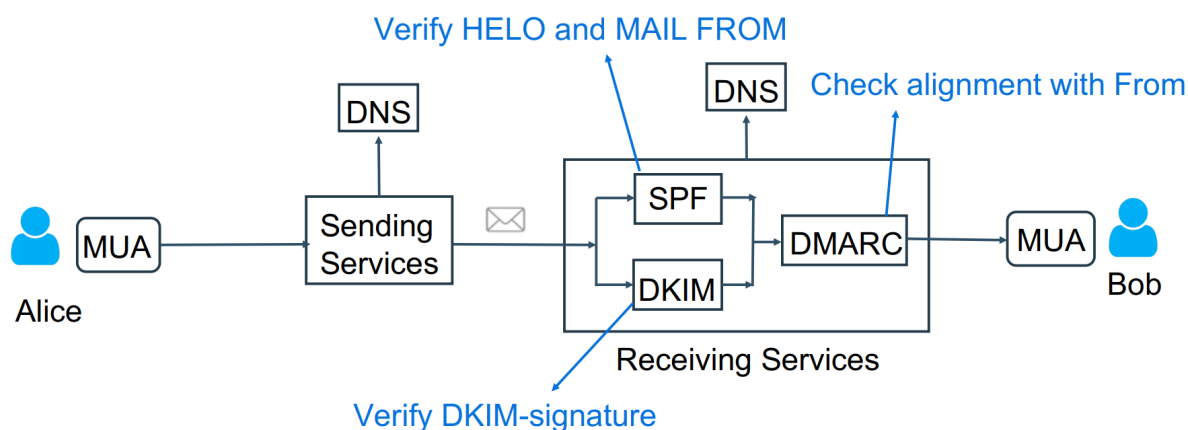 Verify HELO and MAIL FROM
DNS
DNS
Check alignment with From
SPF
Sending
Services
MUA
DMARC
MUA
DKIM
Alice
Bob
Receiving Services
Verify DKIM-signature